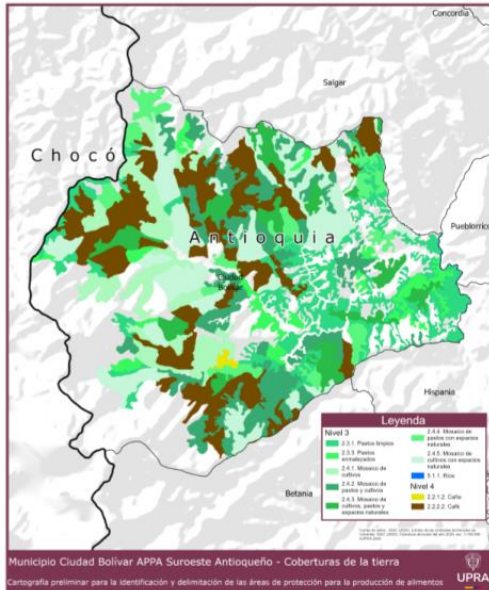 Concordia
Salgar
Chocó
Antioquia
Pueblorrico
Ciudad
Bolívar
Hispania
Betania
Leyenda
Nivel 3
2.3.1. Pastos limpios
2.3.3. Pastos
enmalezados
2.4.1. Mosaico de
cultivos
2.4.2. Mosaico de
pastos y cultivos
2.4.3. Mosaico de
cultivos, pastos y
espacios naturales
2.4.4. Mosaico de
pastos con espacios
naturales
2.4.5. Mosaico de
cultivos con espacios
naturales
5.1.1. Ríos
Nivel 4
2.2.1.2. Caña
2.2.2.2. Café
Municipio Ciudad Bolívar APPA Suroeste Antioqueño - Coberturas de la tierra
Cartografía preliminar para la identificación y delimitación de las áreas de protección para la producción de alimentos
UPRA